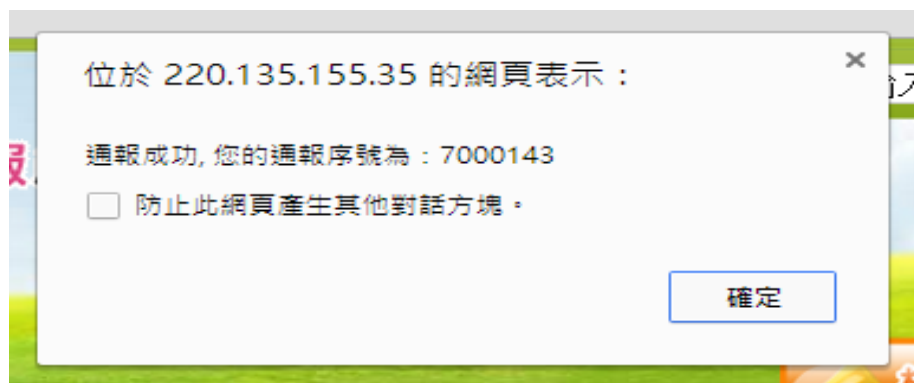 位於 220.135.155.35 的網頁表示：
通報成功, 您的通報序號為：7000143
防止此網頁產生其他對話方塊。
確定